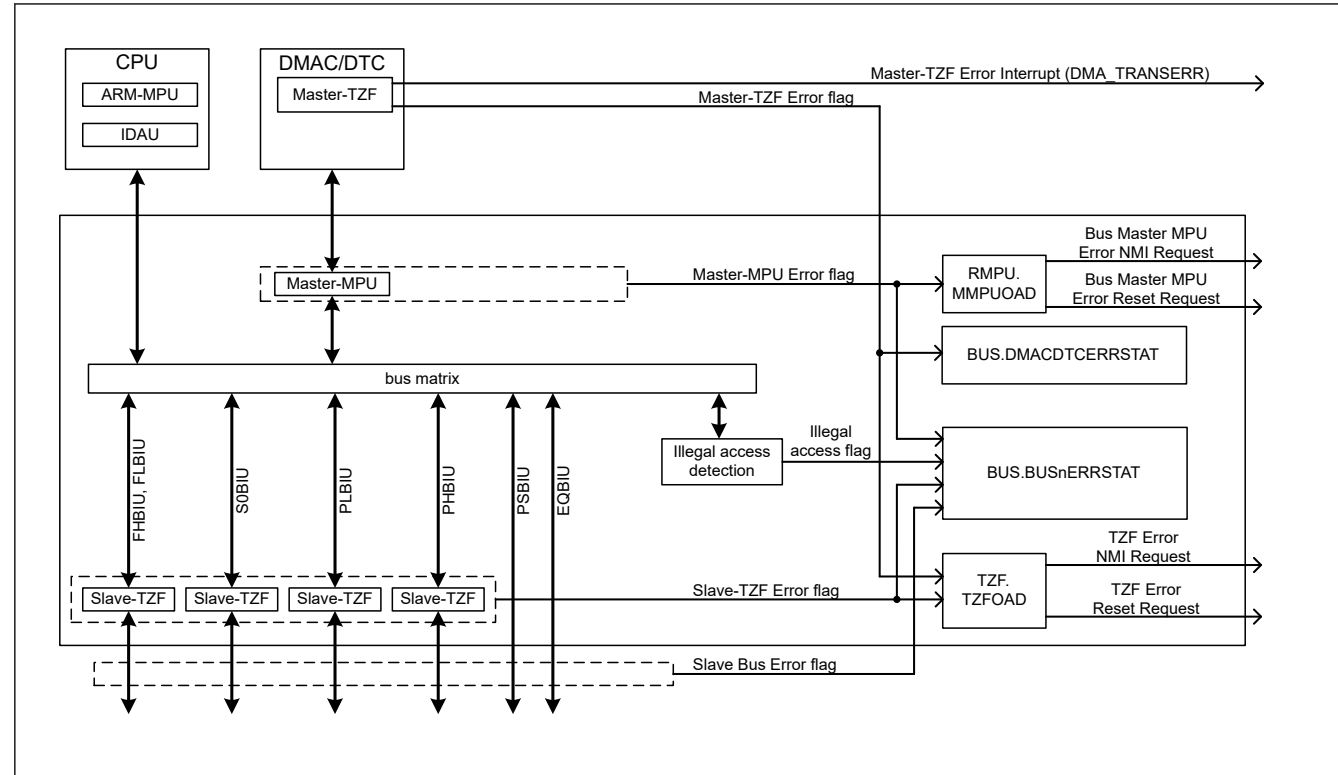 CPU
ARM-MPU
IDAU
DMAC/DTC
Master-TZF
Master-TZF Error Interrupt (DMA_TRANSERR)
Master-TZF Error flag
Master-MPU
Master-MPU Error flag
RMPU.
MMPUOAD
Bus Master MPU
Error NMI Request
Bus Master MPU
Error Reset Request
BUS.DMACDTCERRSTAT
bus matrix
FHBIU, FLBIU
S0BIU
PLBIU
PHBIU
PSBIU
EQBIU
Illegal access
detection
Illegal
access flag
BUS.BUSnERRSTAT
Slave-TZF
Slave-TZF
Slave-TZF
Slave-TZF
Slave-TZF Error flag
TZF.
TZFOAD
TZF Error
NMI Request
TZF Error
Reset Request
Slave Bus Error flag